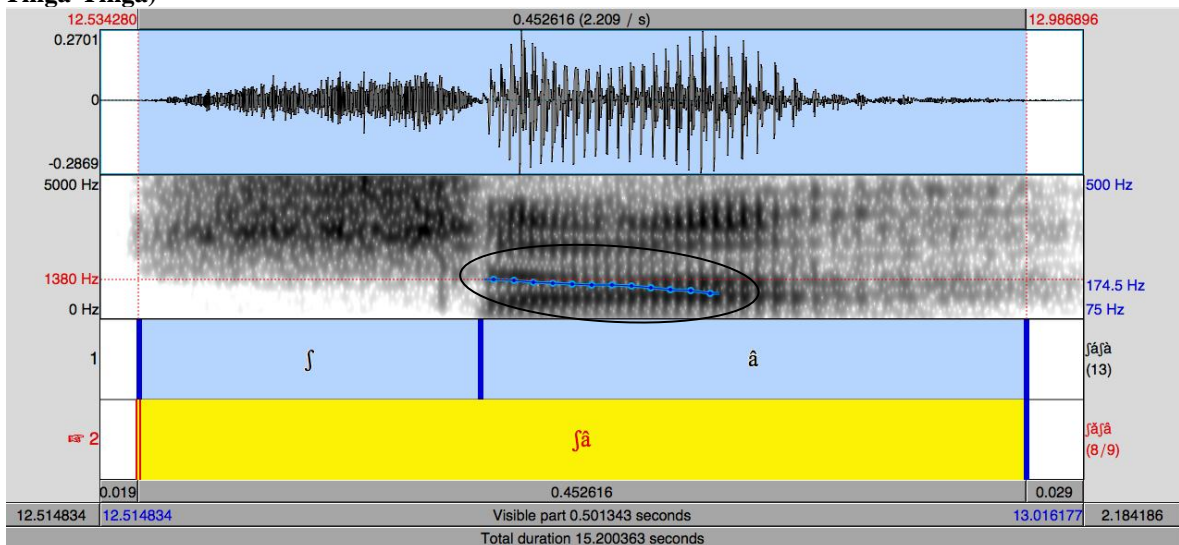 12.534280 0.452616 (2.209 / s) 12.986896
0.2701
0
-0.2869
5000 Hz 500 Hz
1380 Hz 174.5 Hz
0 Hz 75 Hz
1 ʃ â ʃáʃà
(13)
☞ 2 ʃâ ʃǎʃâ
(8/9)
0.019 0.452616 0.029
12.514834 12.514834 Visible part 0.501343 seconds 13.016177 2.184186
Total duration 15.200363 seconds